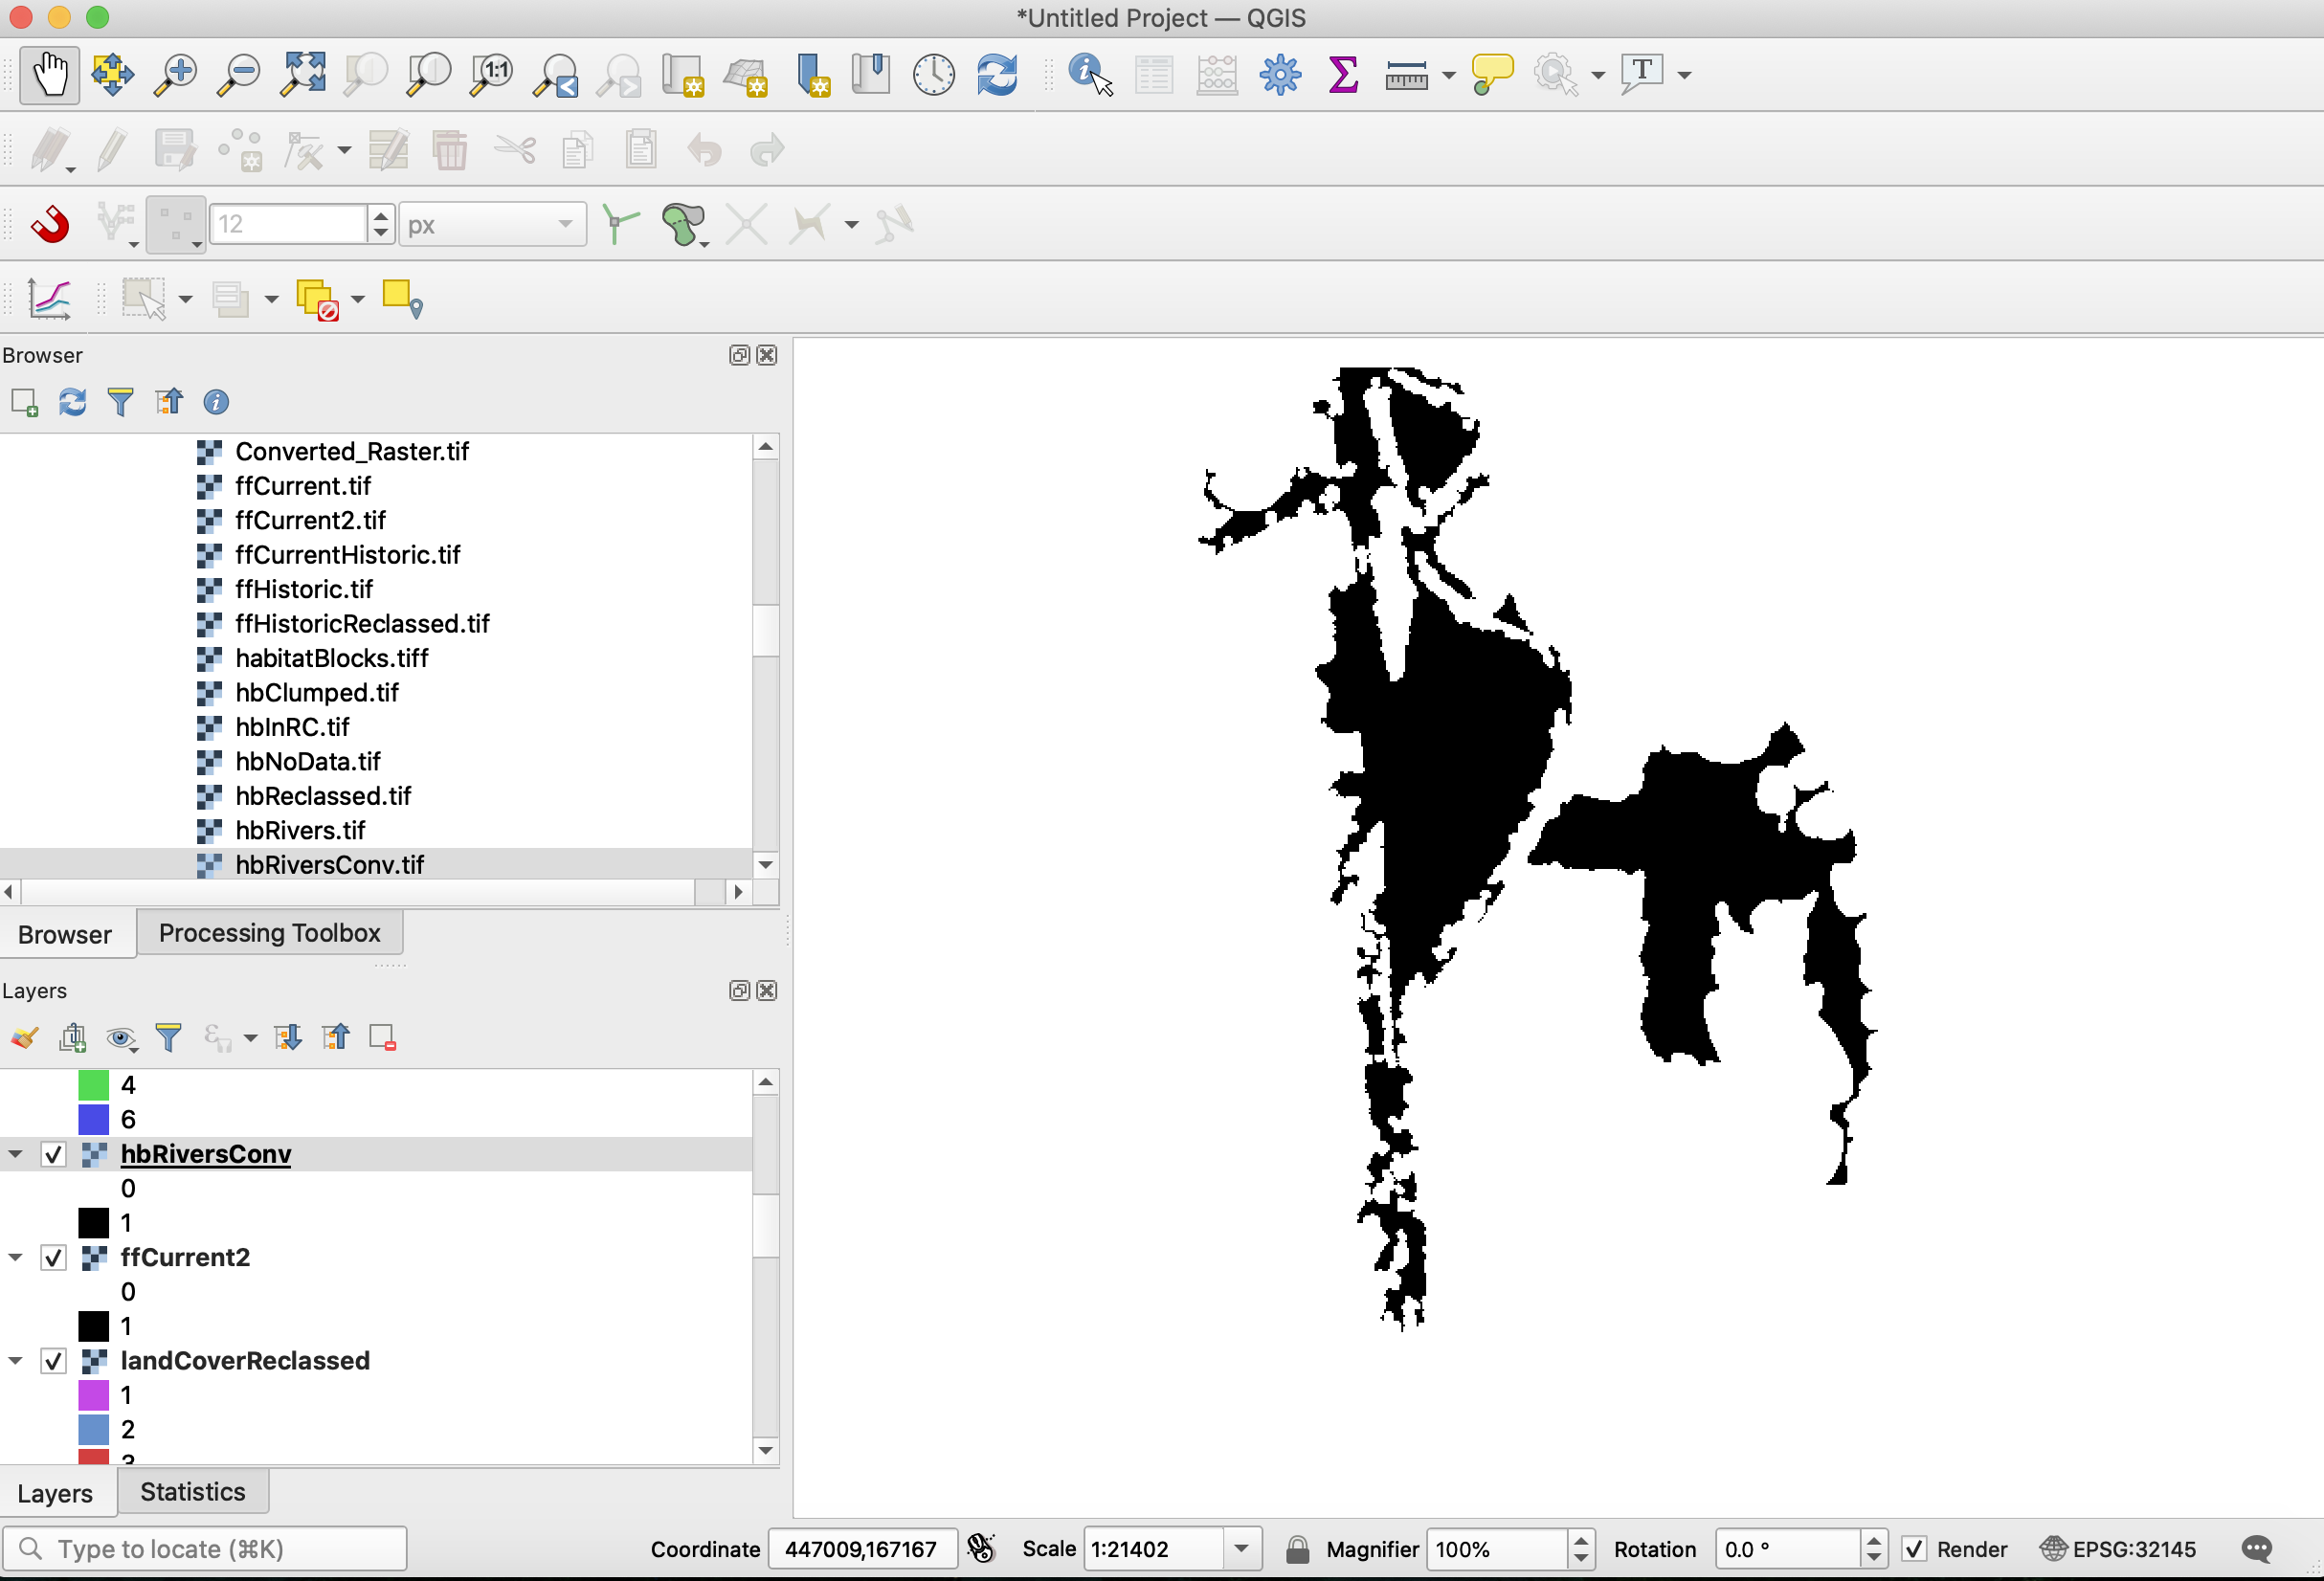 *Untitled Project — QGIS
1:1
T
12 px
Browser
Converted_Raster.tif
ffCurrent.tif
ffCurrent2.tif
ffCurrentHistoric.tif
ffHistoric.tif
ffHistoricReclassed.tif
habitatBlocks.tiff
hbClumped.tif
hbInRC.tif
hbNoData.tif
hbReclassed.tif
hbRivers.tif
hbRiversConv.tif
Browser Processing Toolbox
Layers
4
6
hbRiversConv
0
1
ffCurrent2
0
1
landCoverReclassed
1
2
3
Layers Statistics
Type to locate (⌘K) Coordinate 447009,167167 Scale 1:21402 Magnifier 100% Rotation 0.0 ° Render EPSG:32145